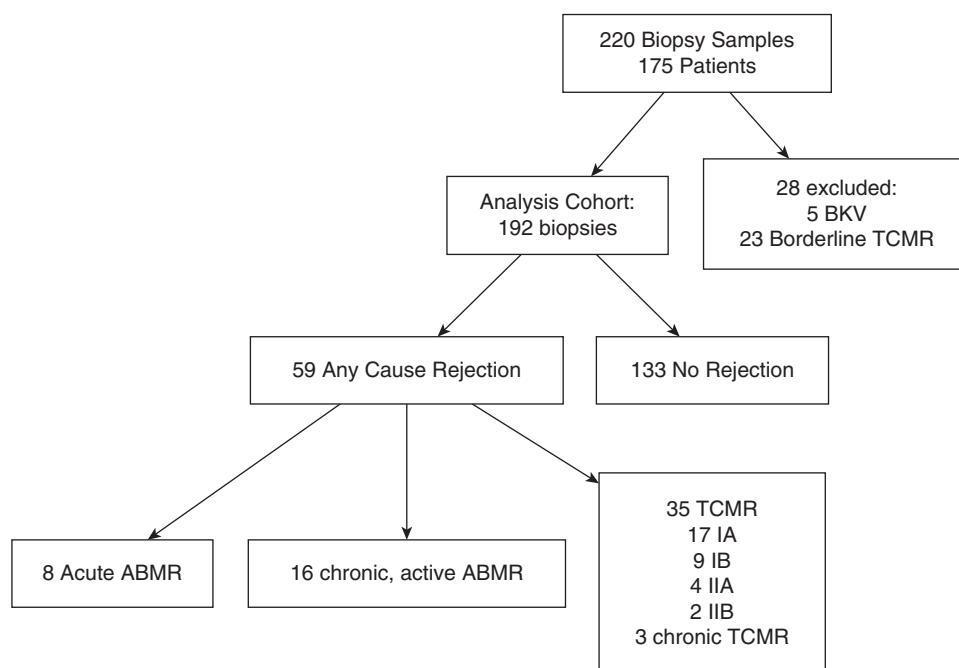 220 Biopsy Samples
175 Patients
28 excluded:
5 BKV
23 Borderline TCMR
Analysis Cohort:
192 biopsies
59 Any Cause Rejection
133 No Rejection
8 Acute ABMR
16 chronic, active ABMR
35 TCMR
17 IA
9 IB
4 IIA
2 IIB
3 chronic TCMR